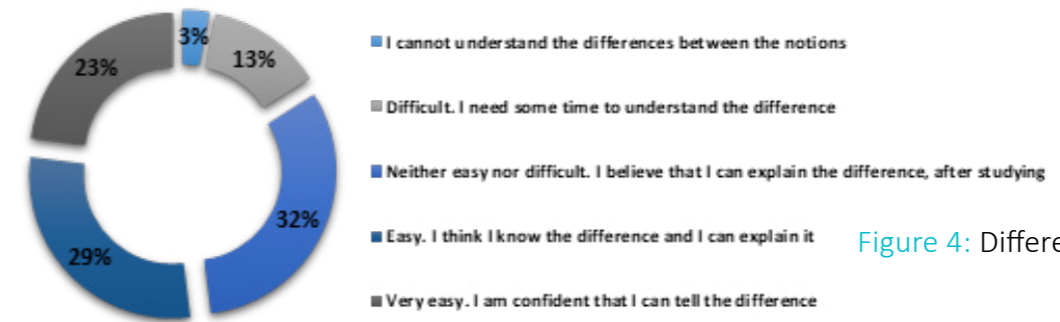 3%
13%
23%
32%
29%
I cannot understand the differences between the notions
Difficult. I need some time to understand the difference
Neither easy nor difficult. I believe that I can explain the difference, after studying
Easy. I think I know the difference and I can explain it
Very easy. I am confident that I can tell the difference
Figure 4: